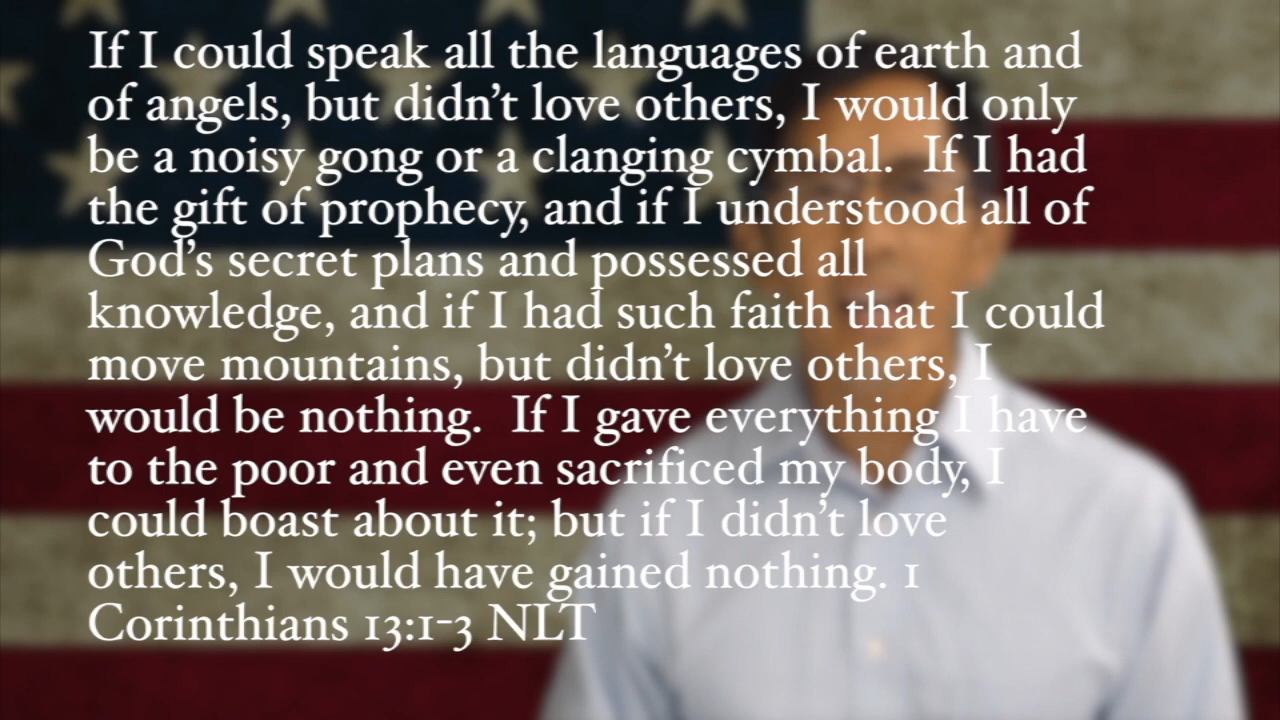 If I could speak all the languages of earth and
of angels, but didn’t love others, I would only
be a noisy gong or a clanging cymbal.  If I had
the gift of prophecy, and if I understood all of
God’s secret plans and possessed all
knowledge, and if I had such faith that I could
move mountains, but didn’t love others, I
would be nothing.  If I gave everything I have
to the poor and even sacrificed my body, I
could boast about it; but if I didn’t love
others, I would have gained nothing. 1
Corinthians 13:1-3 NLT